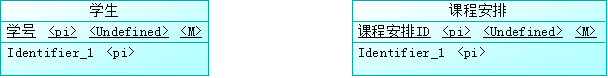 学生
学号 <pi> <Undefined> <M>
Identifier_1 <pi>
课程安排
课程安排ID <pi> <Undefined> <M>
Identifier_1 <pi>